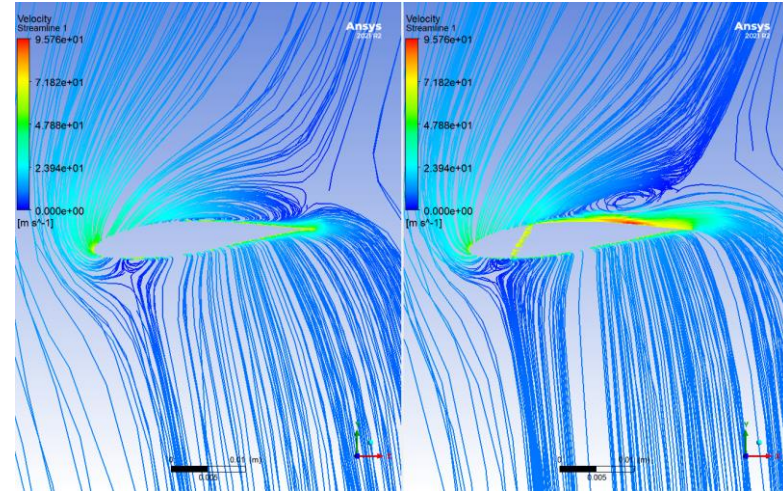 Velocity
Streamline 1
9.576e+01
7.182e+01
4.788e+01
2.394e+01
0.000e+00
[m s^-1]
Ansys
2021 R2
0
0.01
(m)
0.005
Y
Velocity
Streamline 1
9.576e+01
7.182e+01
4.788e+01
2.394e+01
0.000e+00
[m s^-1]
Ansys
2021 R2
0
(m)
0.005
Y